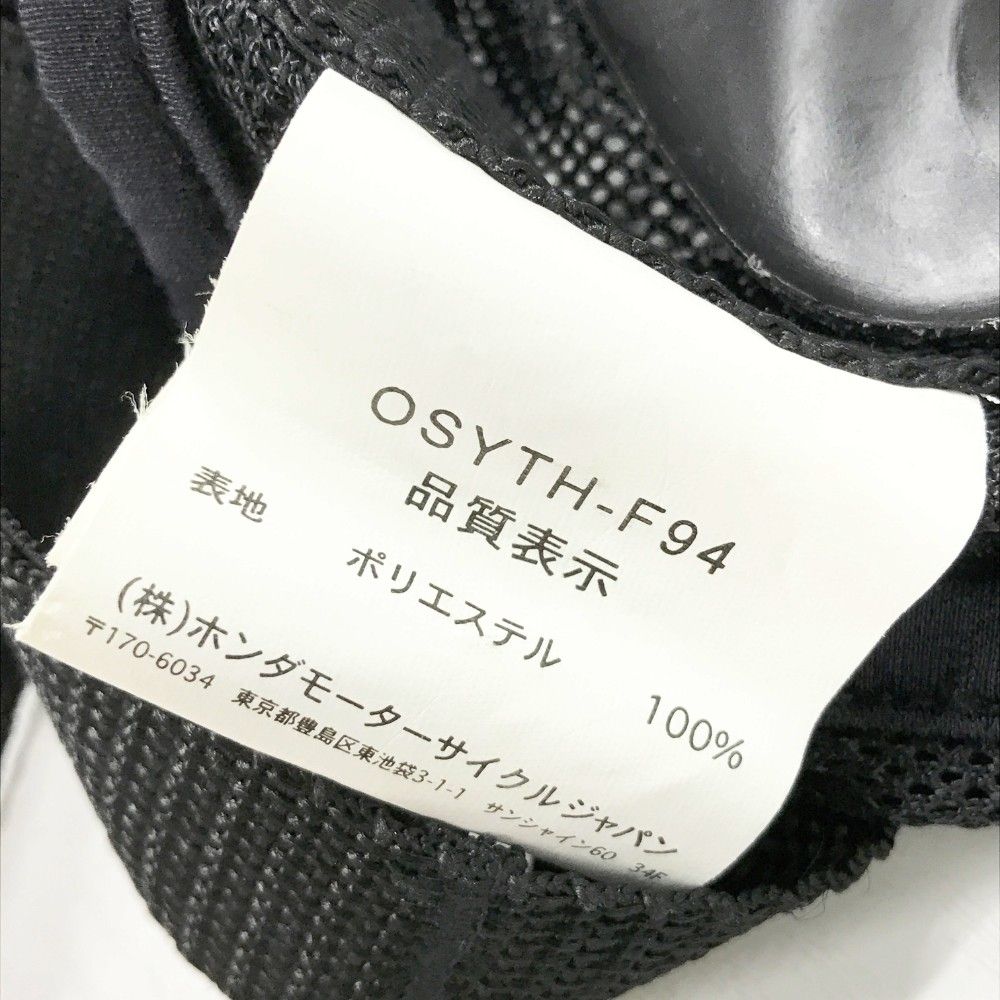 OSYTH-F94
品質表示
表地 ポリエステル 100%
(株)ホンダモーターサイクルジャパン
〒170-6034 東京都豊島区東池袋3-1-1 サンシャイン60 34F